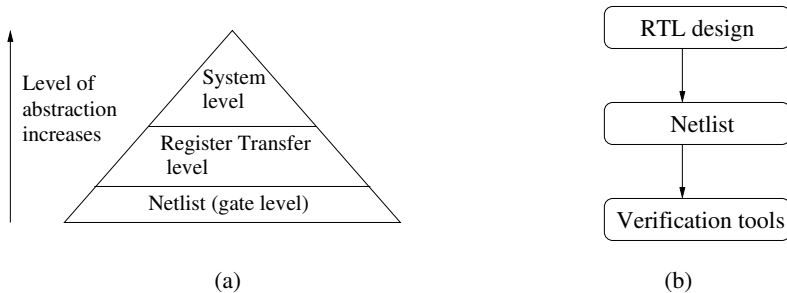 Level of
abstraction
increases
System
level
Register Transfer
level
Netlist (gate level)
(a)
RTL design
Netlist
Verification tools
(b)